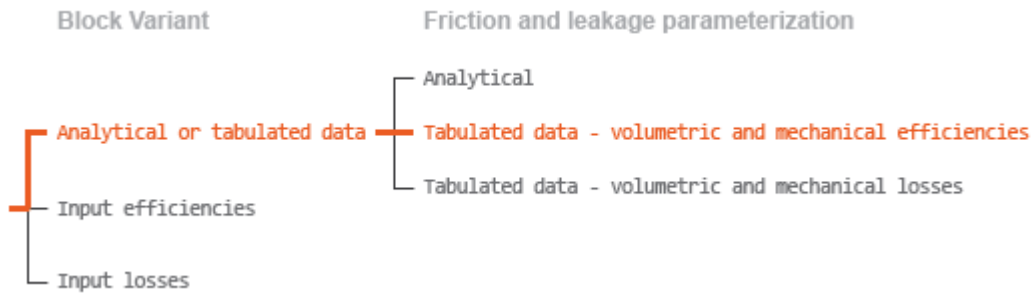 Block Variant
Friction and leakage parameterization
Analytical
Analytical or tabulated data
Tabulated data - volumetric and mechanical efficiencies
Tabulated data - volumetric and mechanical losses
Input efficiencies
Input losses